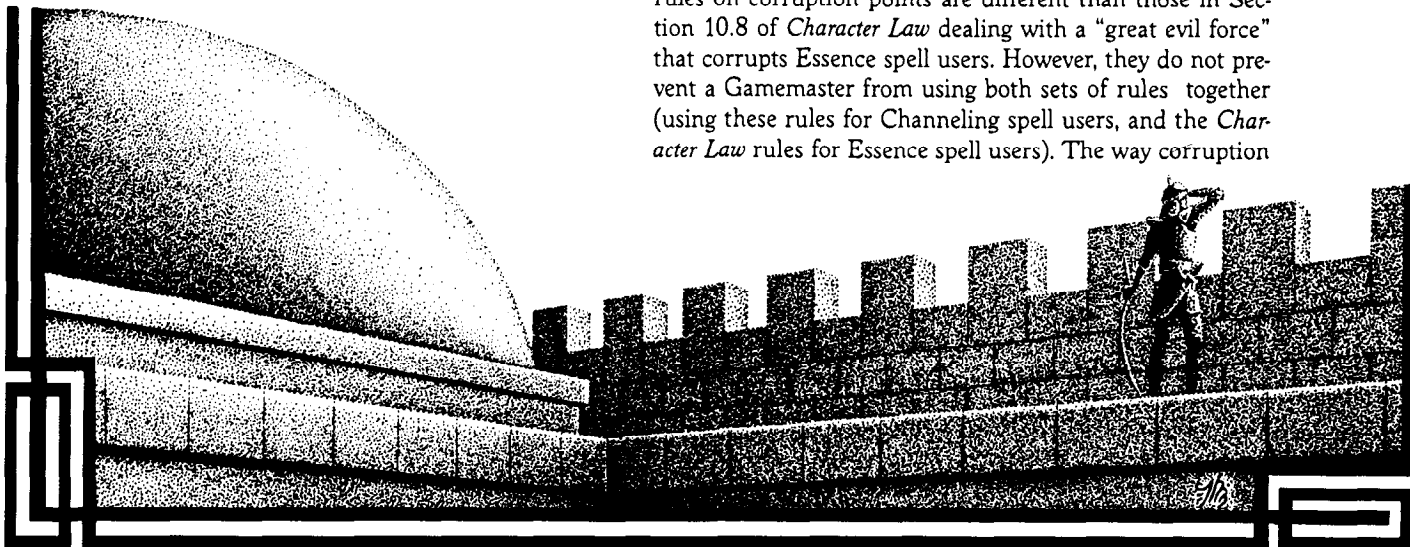 rules on corruption points are different than those in Sec-
tion 10.8 of Character Law dealing with a “great evil force”
that corrupts Essence spell users. However, they do not pre-
vent a Gamemaster from using both sets of rules together
(using these rules for Channeling spell users, and the Char-
acter Law rules for Essence spell users). The way corruption